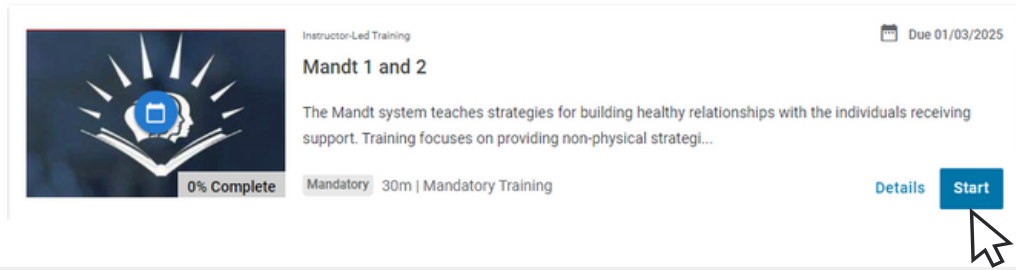 Instructor-Led Training
Due 01/03/2025
Mandt 1 and 2
The Mandt system teaches strategies for building healthy relationships with the individuals receiving
support. Training focuses on providing non-physical strategi...
0% Complete
Mandatory 30m | Mandatory Training
Details Start